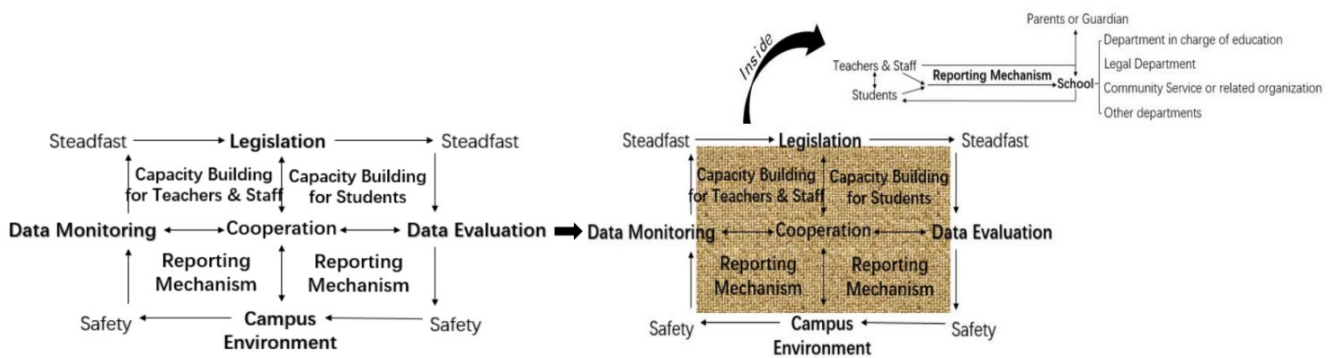 Parents or Guardian
Inside
Department in charge of education
Teachers & Staff
Legal Department
Reporting Mechanism
School
Students
Community Service or related organization
Other departments
Steadfast
Legislation
Steadfast
Capacity Building
for Teachers & Staff
Capacity Building
for Students
Data Monitoring
Cooperation
Data Evaluation
Reporting
Mechanism
Reporting
Mechanism
Safety
Campus
Environment
Safety
Steadfast
Legislation
Steadfast
Capacity Building
for Teachers & Staff
Capacity Building
for Students
Data Monitoring
Cooperation
Data Evaluation
Reporting
Mechanism
Reporting
Mechanism
Safety
Campus
Environment
Safety